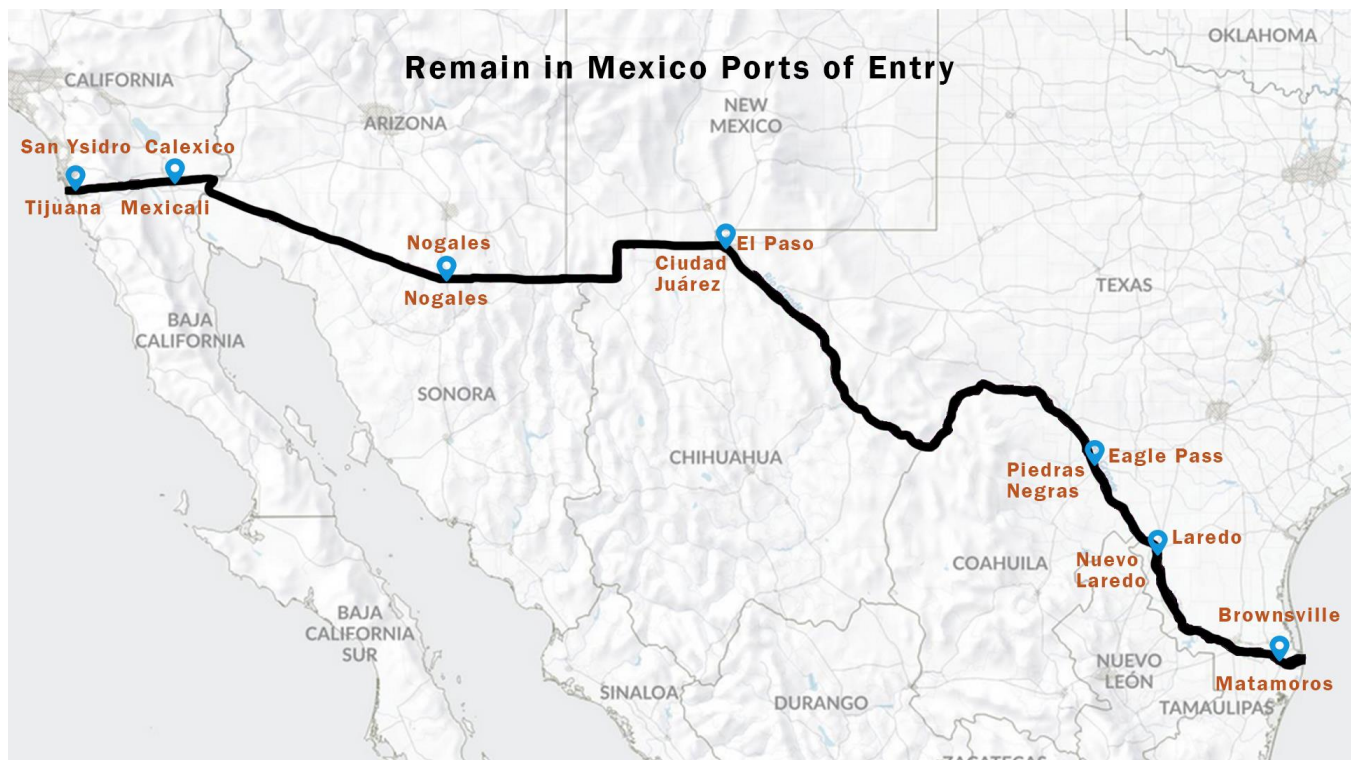 Remain in Mexico Ports of Entry
OKLAHOMA
CALIFORNIA
NEW
MEXICO
ARIZONA
San Ysidro
Calexico
Tijuana
Mexicali
Nogales
Nogales
El Paso
Ciudad
Juárez
TEXAS
BAJA
CALIFORNIA
SONORA
CHIHUAHUA
Eagle Pass
Piedras
Negras
Laredo
Nuevo
Laredo
COAHUILA
BAJA
CALIFORNIA
SUR
Brownsville
Matamoros
NUEVO
LEÓN
TAMAULIPAS
SINALOA
DURANGO
ZACATECAS